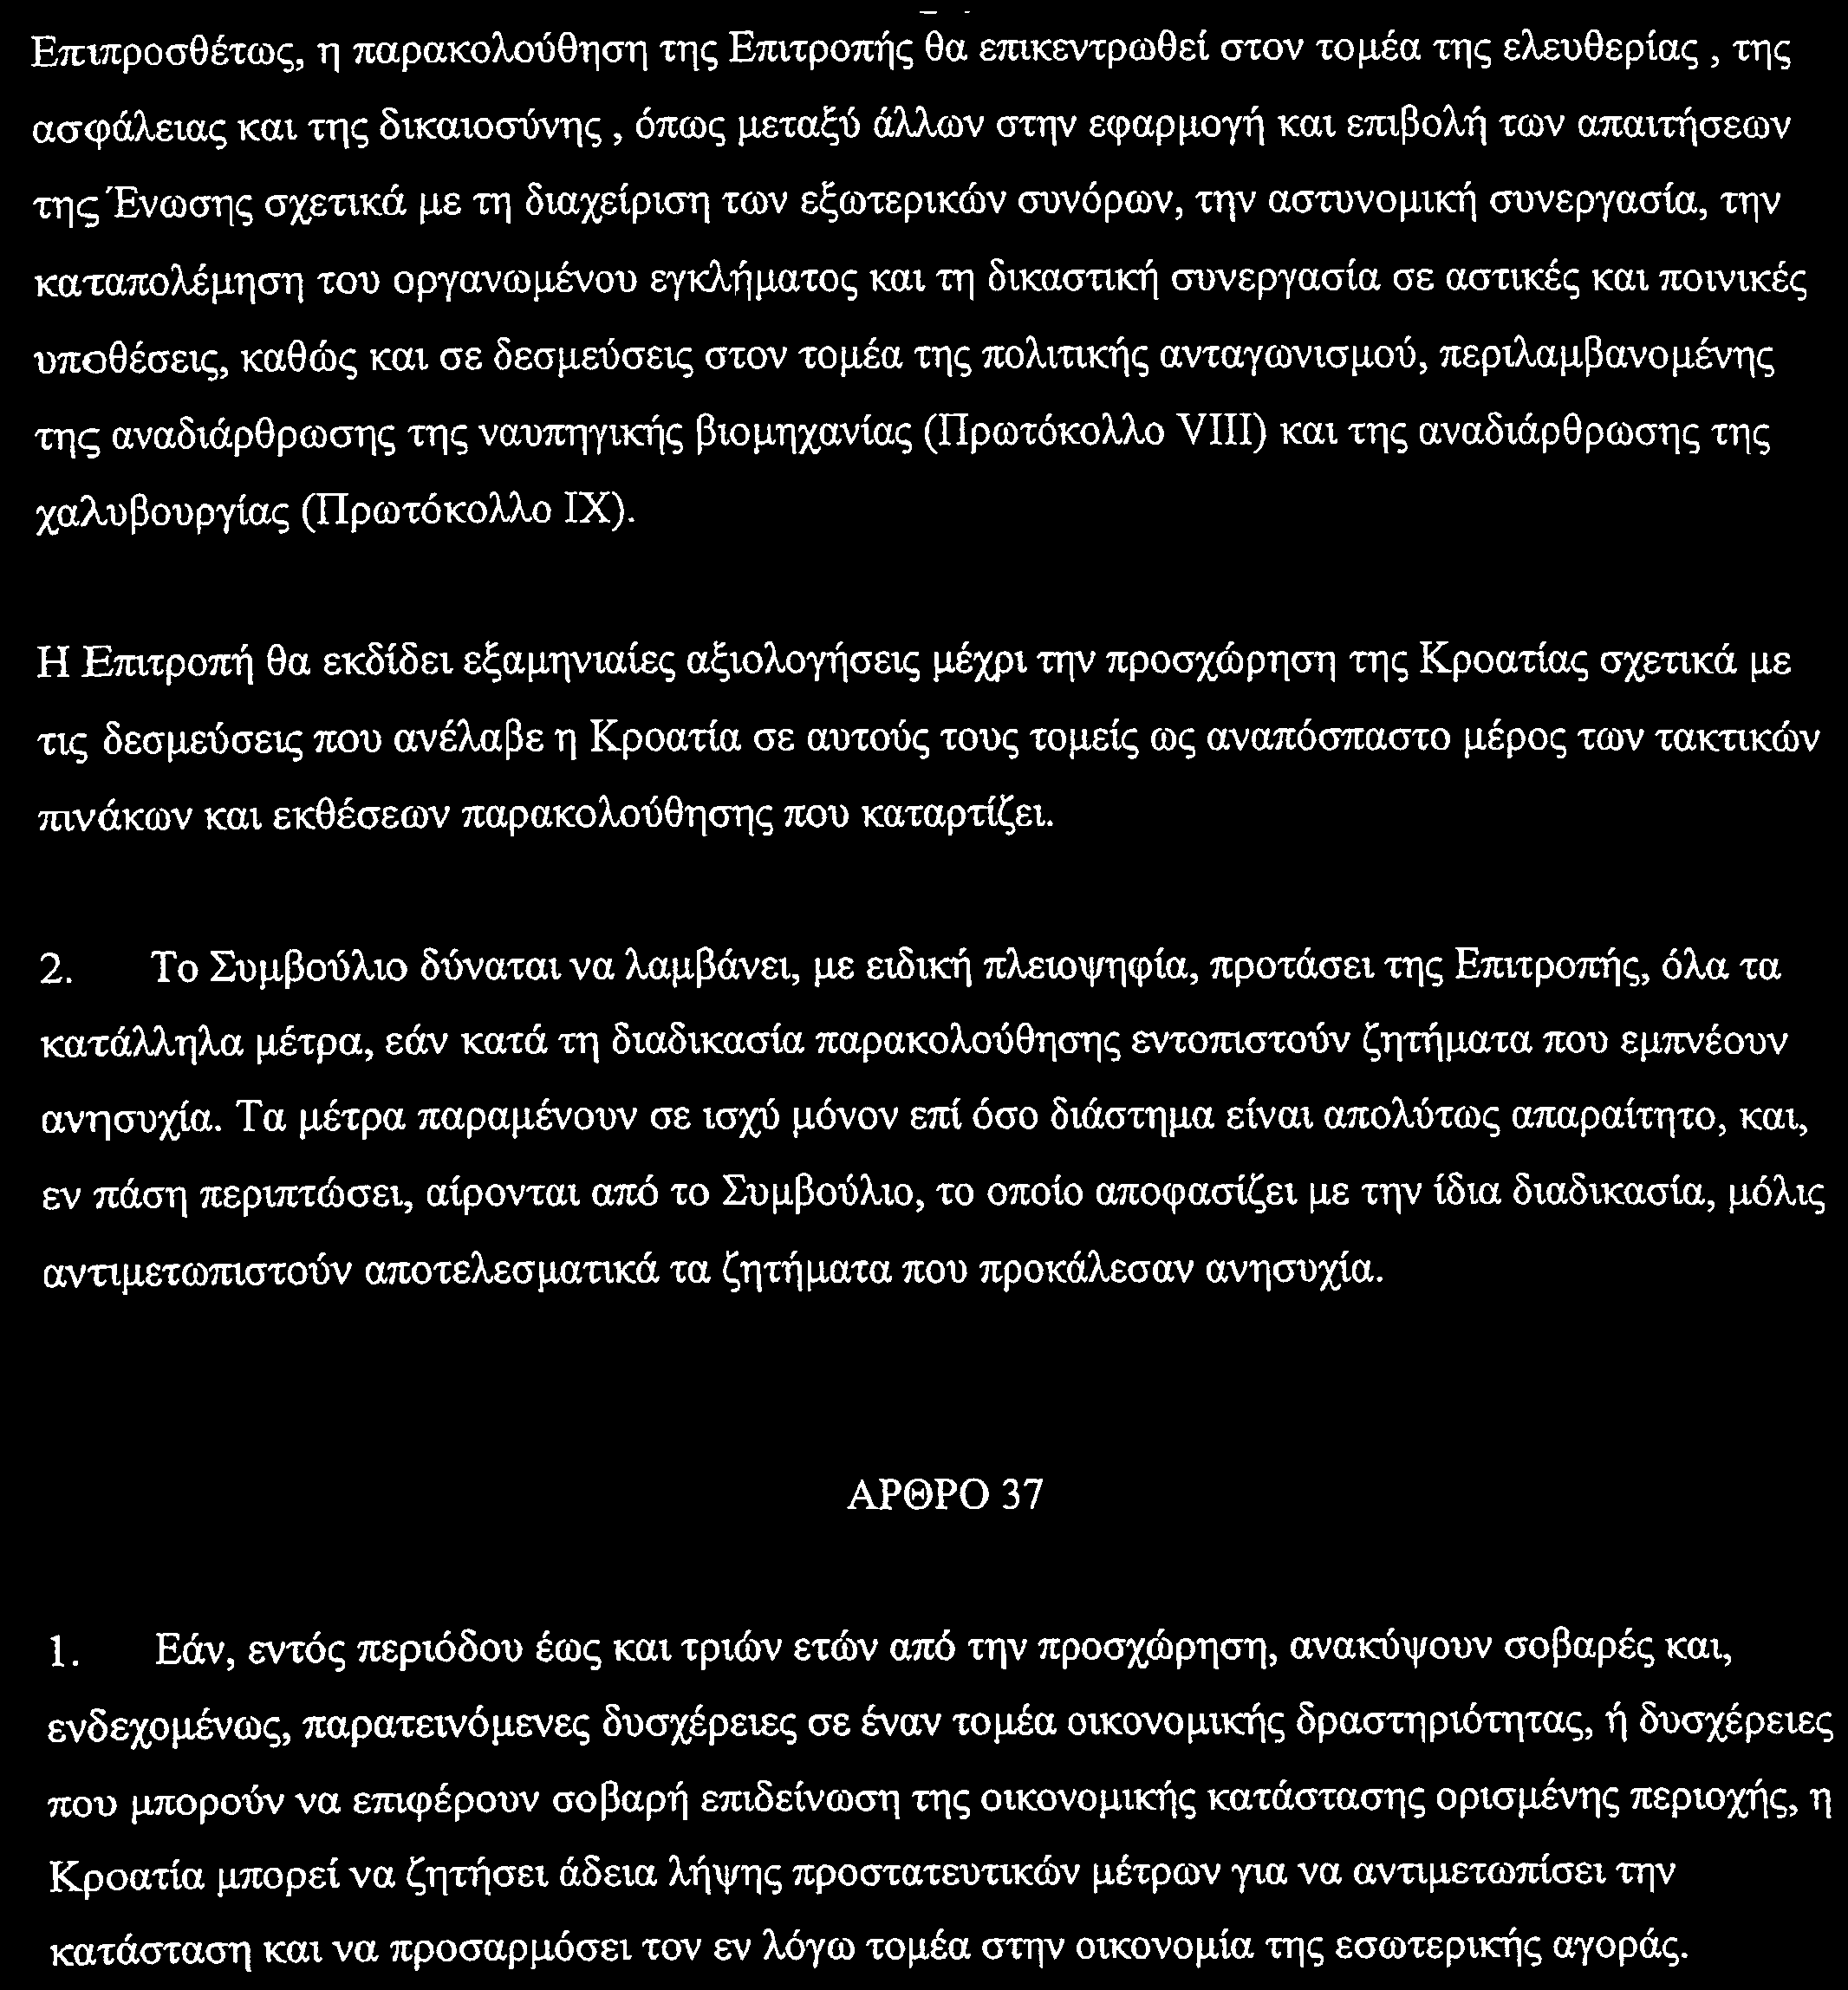 Επιπροσθέτως, η παρακολούθηση της Επιτροπής θα επικεντρωθεί στον τομέα της ελευθερίας , της
ασφάλειας και της δικαιοσύνης , όπως μεταξύ άλλων στην εφαρμογή και επιβολή των απαιτήσεων
της Ένωσης σχετικά με τη διαχείριση των εξωτερικών συνόρων, την αστυνομική συνεργασία, την
καταπολέμηση του οργανωμένου εγκλήματος και τη δικαστική συνεργασία σε αστικές και ποινικές
υποθέσεις, καθώς και σε δεσμεύσεις στον τομέα της πολιτικής ανταγωνισμού, περιλαμβανομένης
της αναδιάρθρωσης της ναυπηγικής βιομηχανίας (Πρωτόκολλο VIII) και της αναδιάρθρωσης της
χαλυβουργίας (Πρωτόκολλο IX).
Η Επιτροπή θα εκδίδει εξαμηνιαίες αξιολογήσεις μέχρι την προσχώρηση της Κροατίας σχετικά με
τις δεσμεύσεις που ανέλαβε η Κροατία σε αυτούς τους τομείς ως αναπόσπαστο μέρος των τακτικών
πινάκων και εκθέσεων παρακολούθησης που καταρτίζει.
2. Το Συμβούλιο δύναται να λαμβάνει, με ειδική πλειοψηφία, προτάσει της Επιτροπής, όλα τα
κατάλληλα μέτρα, εάν κατά τη διαδικασία παρακολούθησης εντοπιστούν ζητήματα που εμπνέουν
ανησυχία. Τα μέτρα παραμένουν σε ισχύ μόνον επί όσο διάστημα είναι απολύτως απαραίτητο, και,
εν πάση περιπτώσει, αίρονται από το Συμβούλιο, το οποίο αποφασίζει με την ίδια διαδικασία, μόλις
αντιμετωπιστούν αποτελεσματικά τα ζητήματα που προκάλεσαν ανησυχία.
ΑΡΘΡΟ 37
1. Εάν, εντός περιόδου έως και τριών ετών από την προσχώρηση, ανακύψουν σοβαρές και,
ενδεχομένως, παρατεινόμενες δυσχέρειες σε έναν τομέα οικονομικής δραστηριότητας, ή δυσχέρειες
που μπορούν να επιφέρουν σοβαρή επιδείνωση της οικονομικής κατάστασης ορισμένης περιοχής, η
Κροατία μπορεί να ζητήσει άδεια λήψης προστατευτικών μέτρων για να αντιμετωπίσει την
κατάσταση και να προσαρμόσει τον εν λόγω τομέα στην οικονομία της εσωτερικής αγοράς.